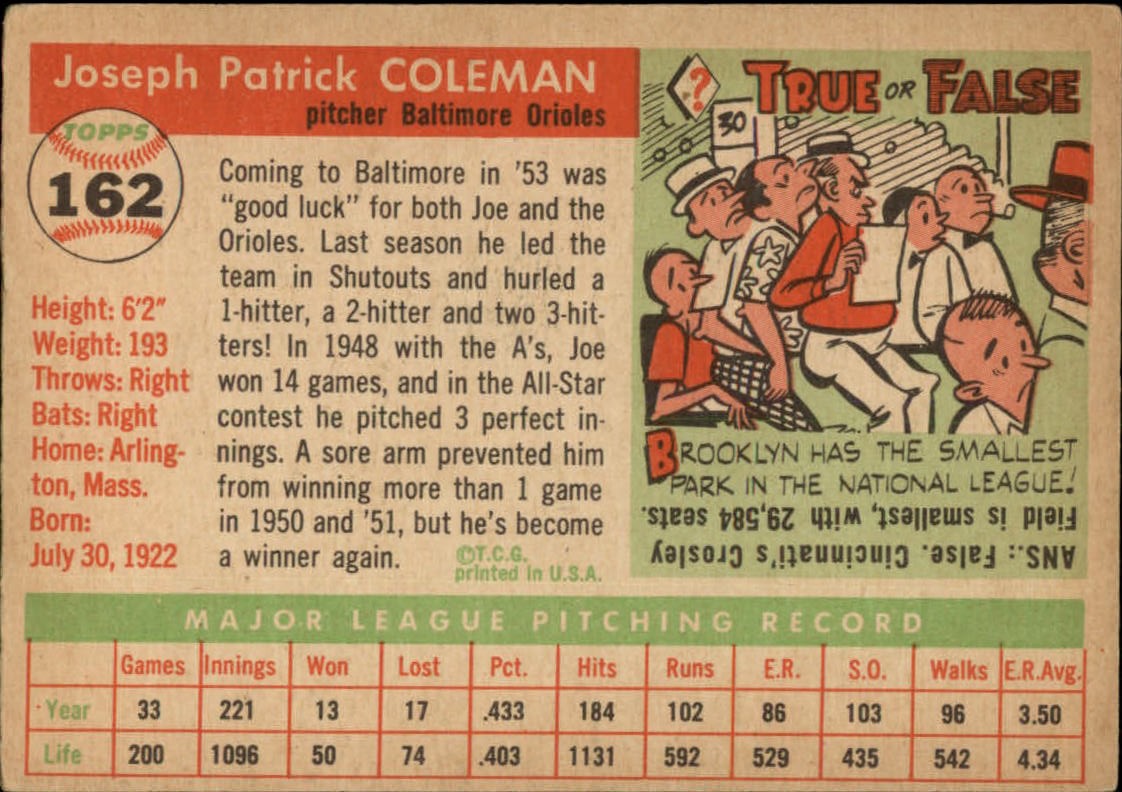 Joseph Patrick COLEMAN
pitcher Baltimore Orioles
TOPPS
162
Height: 6'2"
Weight: 193
Throws: Right
Bats: Right
Home: Arling-
ton, Mass.
Born:
July 30, 1922
Coming to Baltimore in '53 was
"good luck" for both Joe and the
Orioles. Last season he led the
team in Shutouts and hurled a
1-hitter, a 2-hitter and two 3-hit-
ters! In 1948 with the A's, Joe
won 14 games, and in the All-Star
contest he pitched 3 perfect in-
nings. A sore arm prevented him
from winning more than 1 game
in 1950 and '51, but he's become
a winner again.
©T.C.G.
printed in U.S.A.
?
TRUE OR FALSE
30
BROOKLYN HAS THE SMALLEST
PARK IN THE NATIONAL LEAGUE!
ANS.: False. Cincinnati's Crosley
Field is smallest, with 29,584 seats.
MAJOR LEAGUE PITCHING RECORD
Games Innings Won Lost Pct. Hits Runs E.R. S.O. Walks E.R.Avg.
Year 33 221 13 17 .433 184 102 86 103 96 3.50
Life 200 1096 50 74 .403 1131 592 529 435 542 4.34